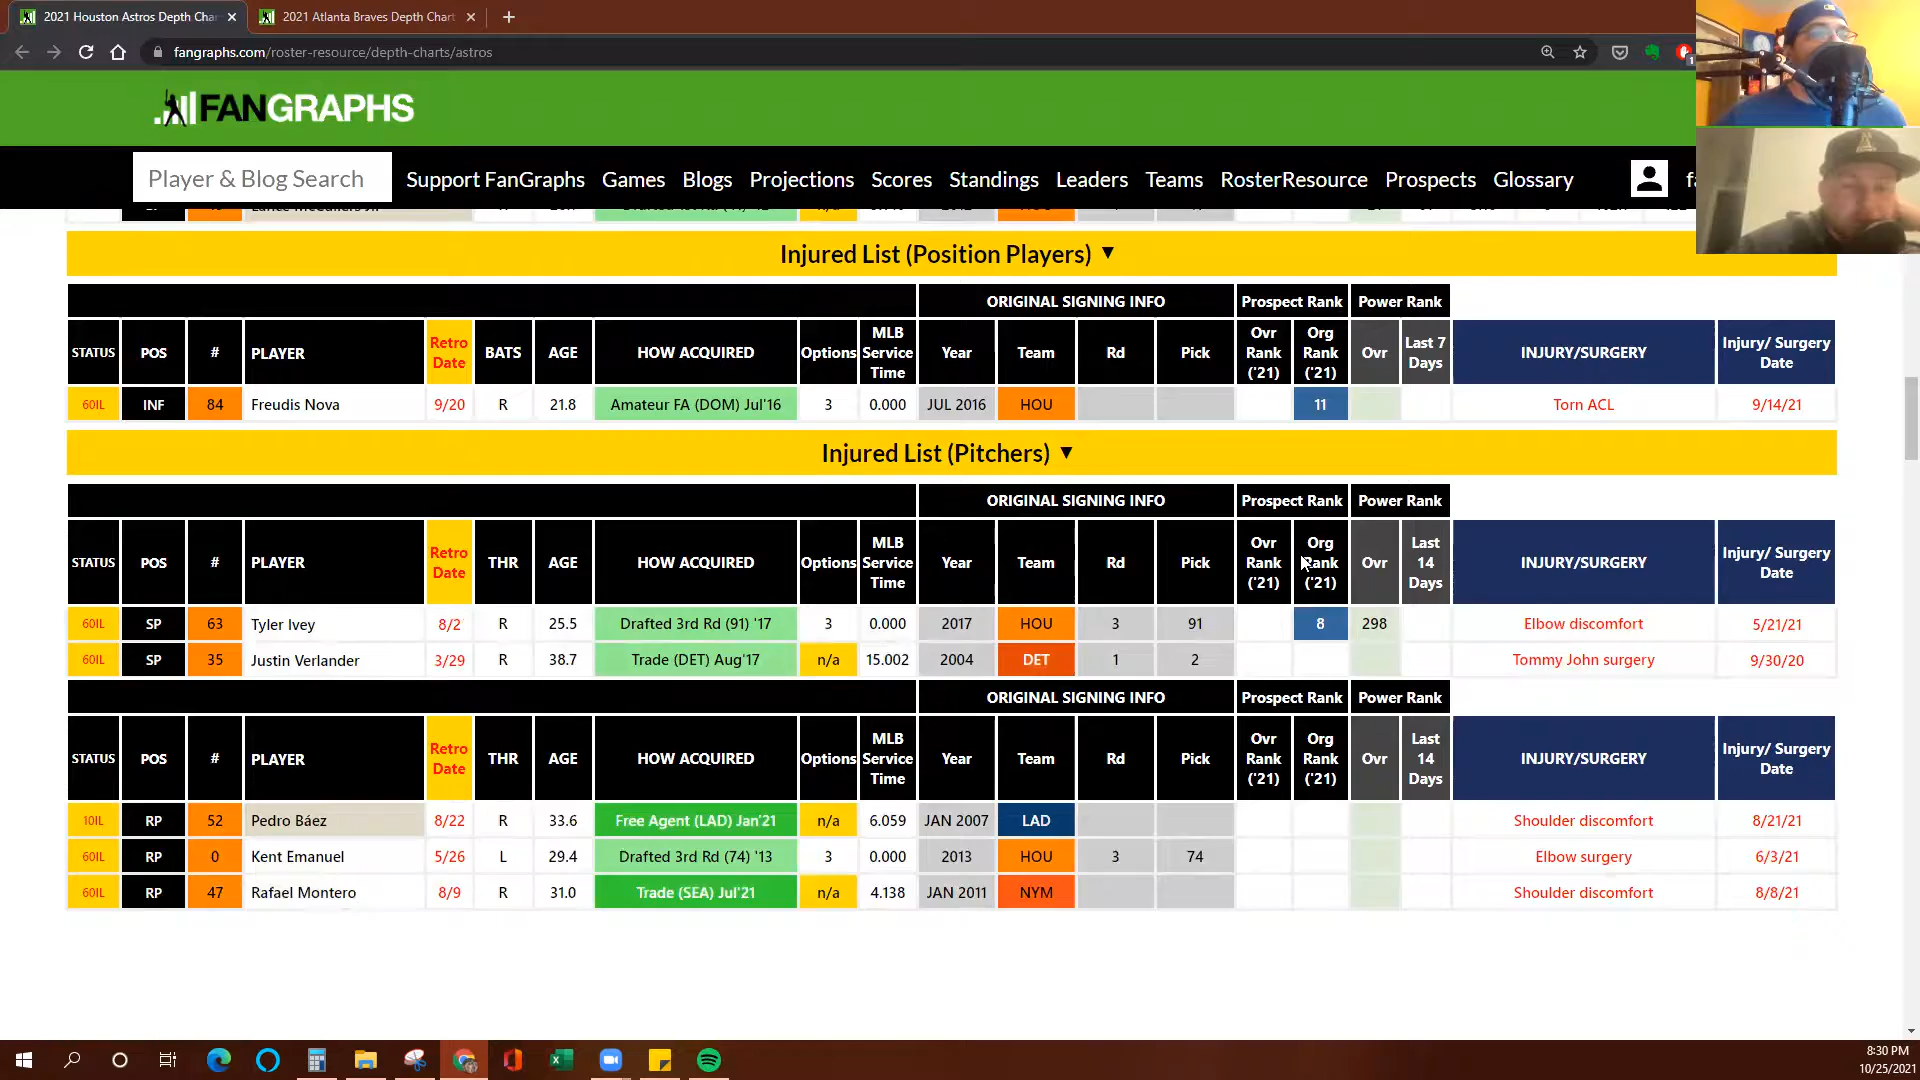 2021 Houston Astros Depth Cha
2021 Atlanta Braves Depth Chart
fangraphs.com/roster-resource/depth-charts/astros
FANGRAPHS
Player & Blog Search Support FanGraphs Games Blogs Projections Scores Standings Leaders Teams RosterResource Prospects Glossary
Injured List (Position Players) ▼
ORIGINAL SIGNING INFO Prospect Rank Power Rank
STATUS POS # PLAYER Retro Date BATS AGE HOW ACQUIRED Options MLB Service Time Year Team Rd Pick Ovr Rank ('21) Org Rank ('21) Ovr Last 7 Days INJURY/SURGERY Injury/ Surgery Date
60IL INF 84 Freudis Nova 9/20 R 21.8 Amateur FA (DOM) Jul'16 3 0.000 JUL 2016 HOU 11 Torn ACL 9/14/21
Injured List (Pitchers) ▼
ORIGINAL SIGNING INFO Prospect Rank Power Rank
STATUS POS # PLAYER Retro Date THR AGE HOW ACQUIRED Options MLB Service Time Year Team Rd Pick Ovr Rank ('21) Org Rank ('21) Ovr Last 14 Days INJURY/SURGERY Injury/ Surgery Date
60IL SP 63 Tyler Ivey 8/2 R 25.5 Drafted 3rd Rd (91) '17 3 0.000 2017 HOU 3 91 8 298 Elbow discomfort 5/21/21
60IL SP 35 Justin Verlander 3/29 R 38.7 Trade (DET) Aug'17 n/a 15.002 2004 DET 1 2 Tommy John surgery 9/30/20
ORIGINAL SIGNING INFO Prospect Rank Power Rank
STATUS POS # PLAYER Retro Date THR AGE HOW ACQUIRED Options MLB Service Time Year Team Rd Pick Ovr Rank ('21) Org Rank ('21) Ovr Last 14 Days INJURY/SURGERY Injury/ Surgery Date
10IL RP 52 Pedro Báez 8/22 R 33.6 Free Agent (LAD) Jan'21 n/a 6.059 JAN 2007 LAD Shoulder discomfort 8/21/21
60IL RP 0 Kent Emanuel 5/26 L 29.4 Drafted 3rd Rd (74) '13 3 0.000 2013 HOU 3 74 Elbow surgery 6/3/21
60IL RP 47 Rafael Montero 8/9 R 31.0 Trade (SEA) Jul'21 n/a 4.138 JAN 2011 NYM Shoulder discomfort 8/8/21
8:30 PM
10/25/2021